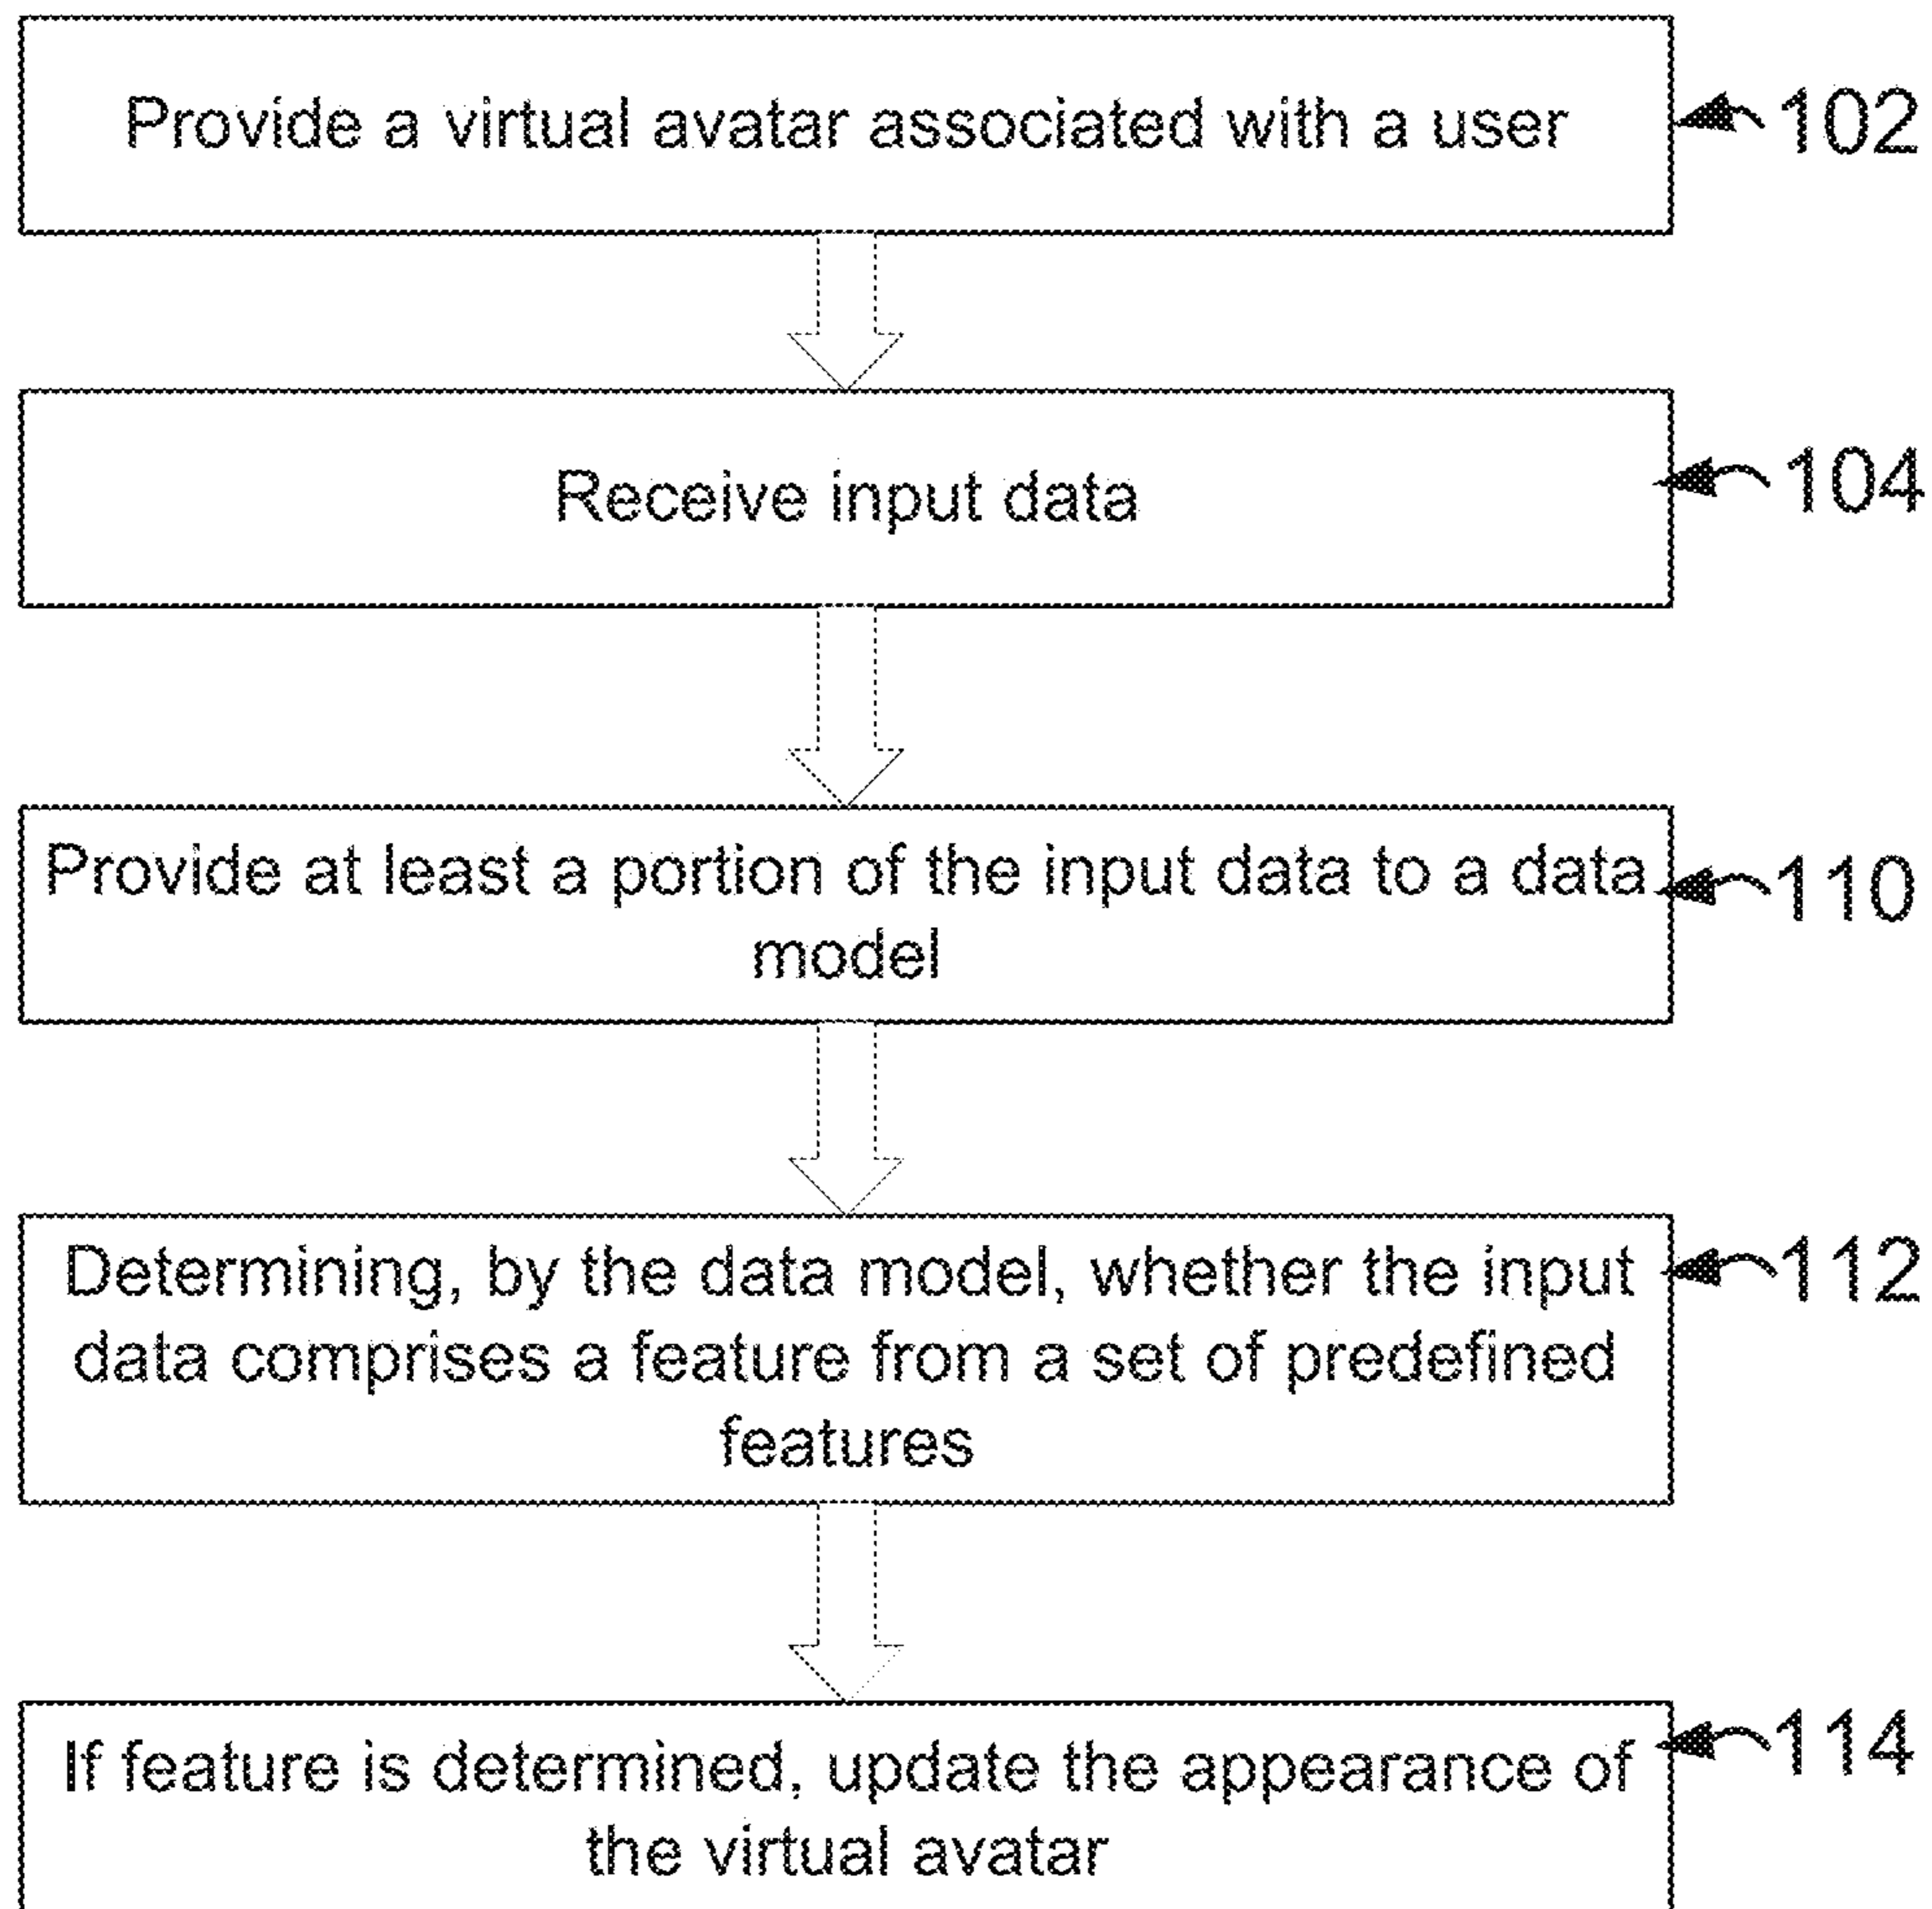 Provide a virtual avatar associated with a user
102
Receive input data
104
Provide at least a portion of the input data to a data
model
110
Determining, by the data model, whether the input
data comprises a feature from a set of predefined
features
112
If feature is determined, update the appearance of
the virtual avatar
114